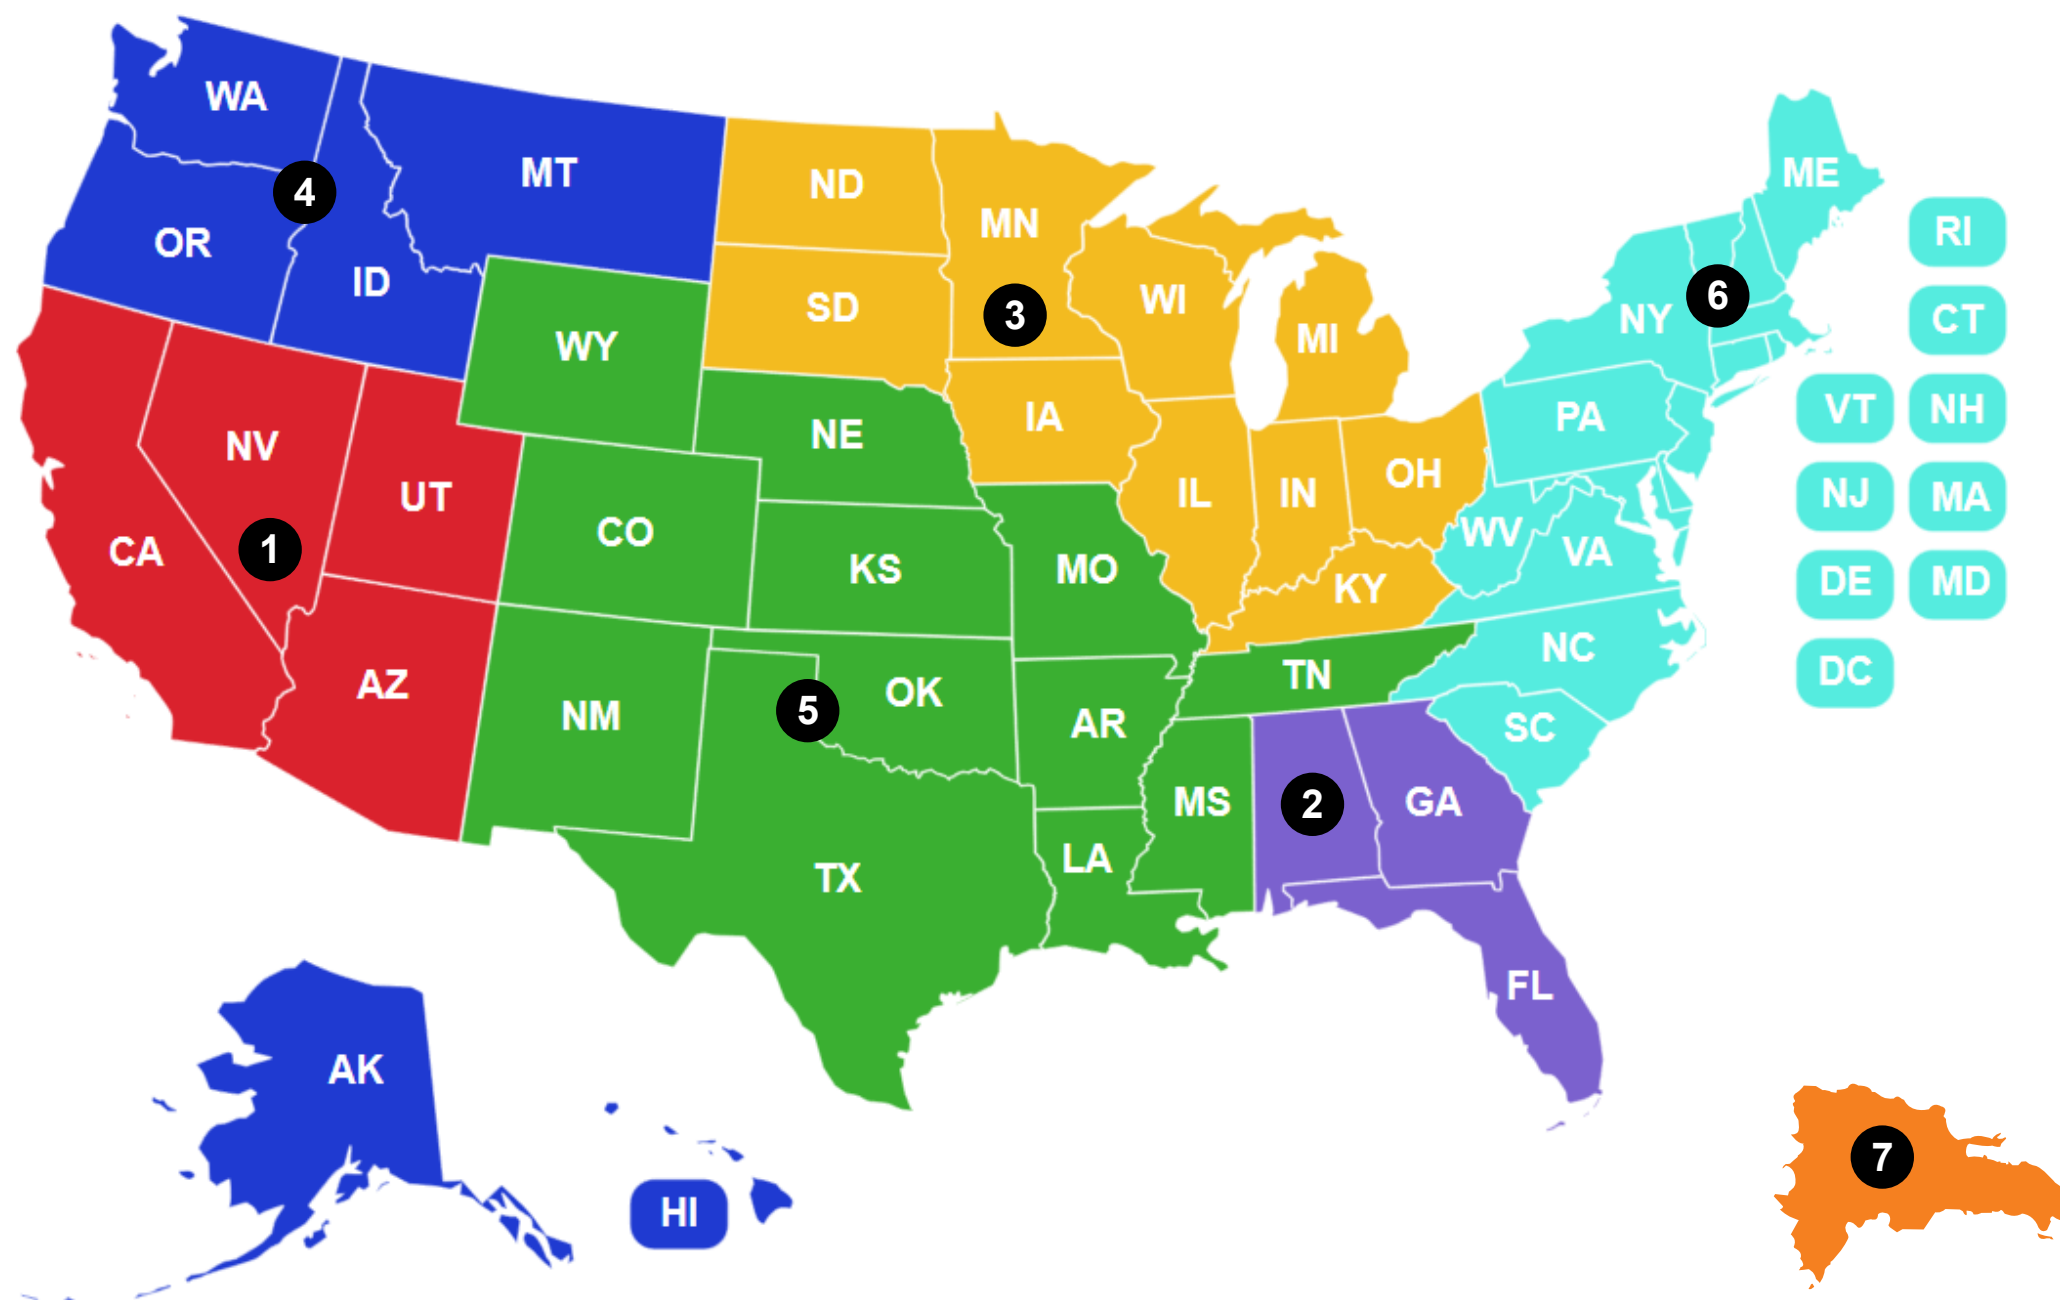 WA
MT
ND
MN
ME
4
RI
OR
ID
SD
3
WI
6
NY
CT
MI
WY
VT
NH
NE
IA
PA
NV
UT
IL
IN
OH
NJ
MA
CO
WV
VA
CA
1
KS
MO
KY
DE
MD
NC
TN
DC
AZ
NM
5
OK
AR
SC
MS
2
GA
TX
LA
FL
AK
7
HI